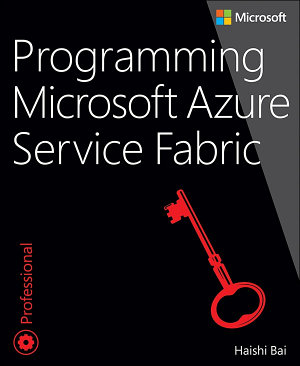 Microsoft
Programming
Microsoft Azure
Service Fabric
Professional
Haishi Bai